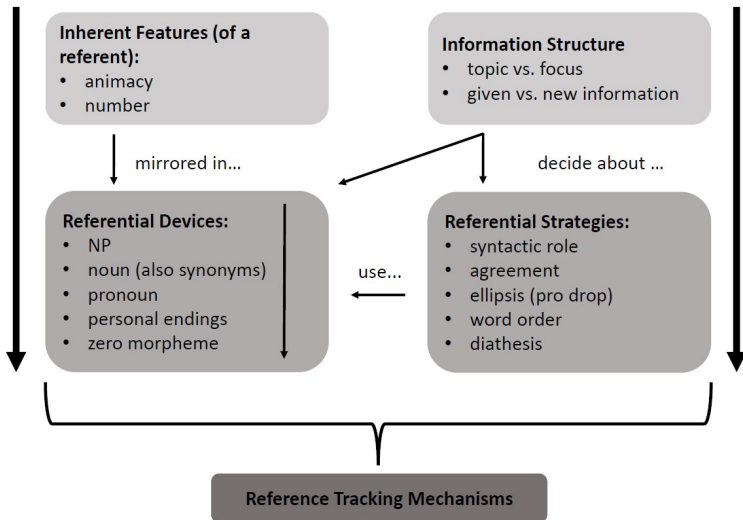 Inherent Features (of a
referent):
• animacy
• number
Information Structure
• topic vs. focus
• given vs. new information
mirrored in...
decide about ...
Referential Devices:
• NP
• noun (also synonyms)
• pronoun
• personal endings
• zero morpheme
use...
Referential Strategies:
• syntactic role
• agreement
• ellipsis (pro drop)
• word order
• diathesis
Reference Tracking Mechanisms